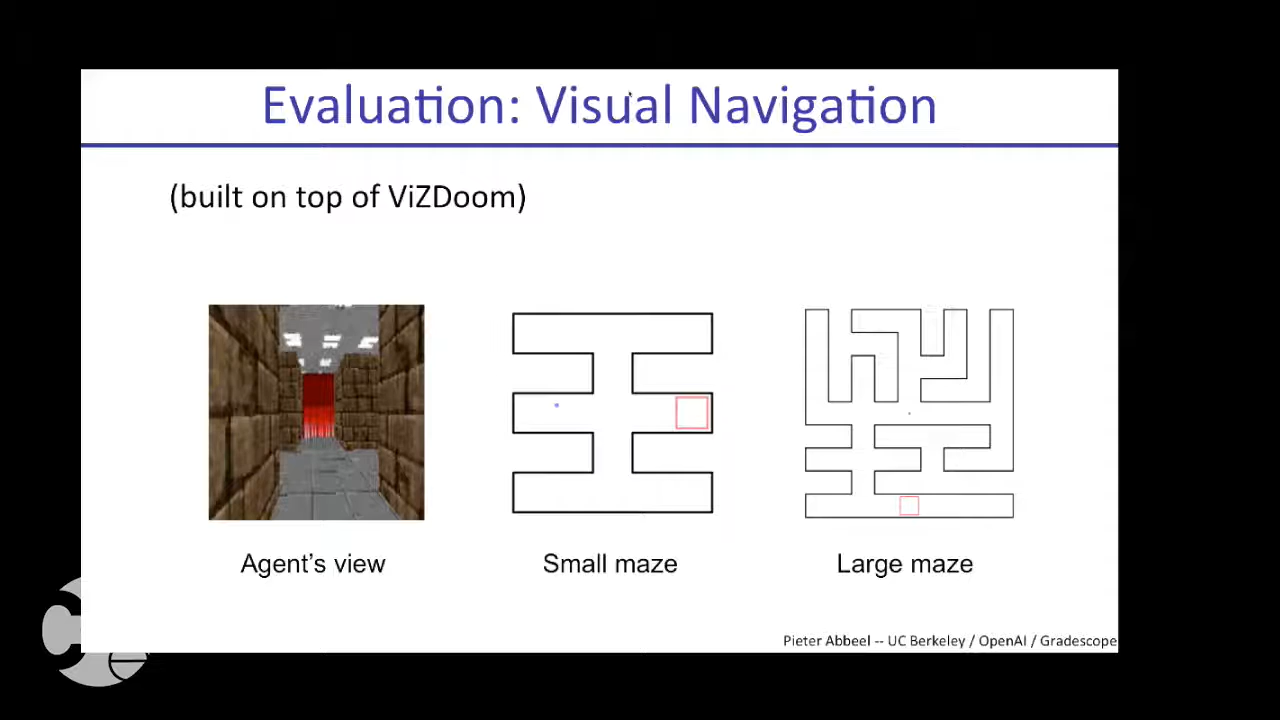 Evaluation: Visual Navigation
(built on top of ViZDoom)
Agent's view
Small maze
Large maze
Pieter Abbeel -- UC Berkeley / OpenAI / Gradescope